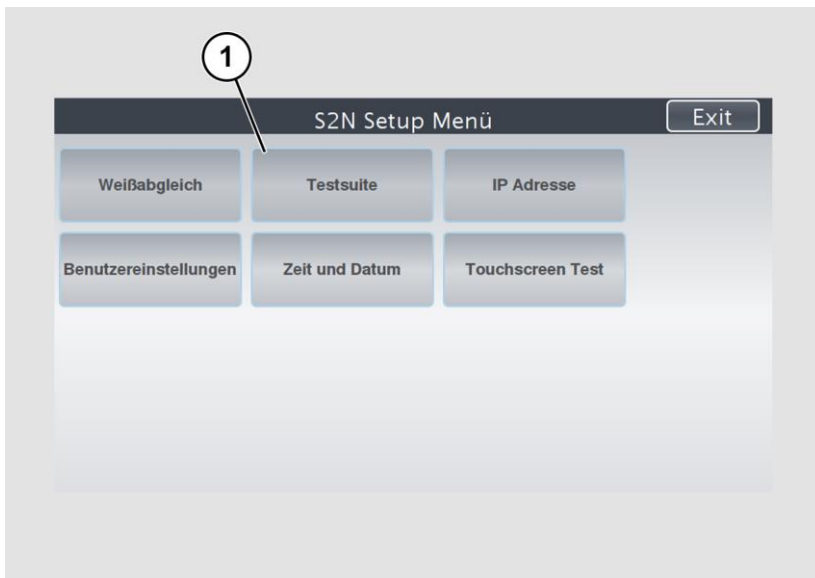 1
S2N Setup Menü
Exit
Weißabgleich
Testsuite
IP Adresse
Benutzereinstellungen
Zeit und Datum
Touchscreen Test